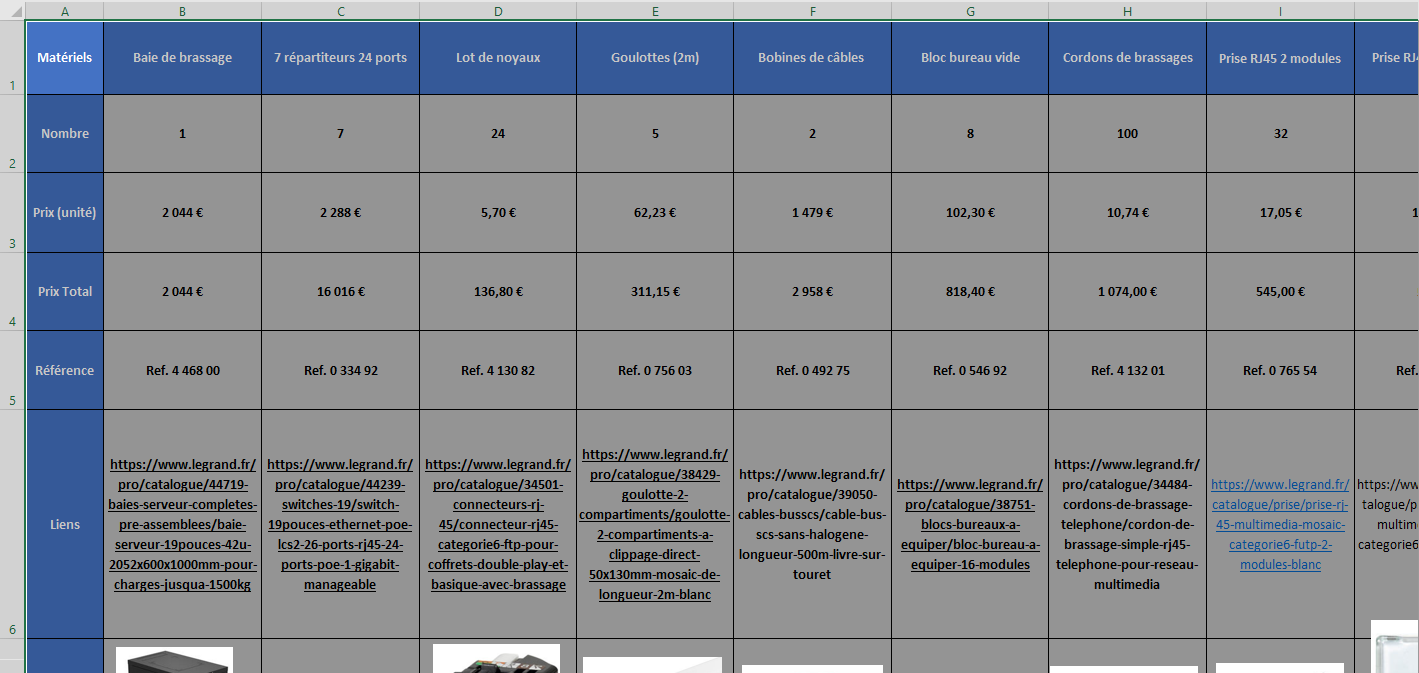 A B C D E F G H I
1 Matériels Baie de brassage 7 répartiteurs 24 ports Lot de noyaux Goulottes (2m) Bobines de câbles Bloc bureau vide Cordons de brassages Prise RJ45 2 modules Prise RJ4
2 Nombre 1 7 24 5 2 8 100 32
3 Prix (unité) 2 044 € 2 288 € 5,70 € 62,23 € 1 479 € 102,30 € 10,74 € 17,05 € 1
4 Prix Total 2 044 € 16 016 € 136,80 € 311,15 € 2 958 € 818,40 € 1 074,00 € 545,00 €
5 Référence Ref. 4 468 00 Ref. 0 334 92 Ref. 4 130 82 Ref. 0 756 03 Ref. 0 492 75 Ref. 0 546 92 Ref. 4 132 01 Ref. 0 765 54 Ref.
6 Liens
https://www.legrand.fr/
pro/catalogue/44719-
baies-serveur-completes-
pre-assemblees/baie-
serveur-19pouces-42u-
2052x600x1000mm-pour-
charges-jusqua-1500kg
https://www.legrand.fr/
pro/catalogue/44239-
switches-19/switch-
19pouces-ethernet-poe-
lcs2-26-ports-rj45-24-
ports-poe-1-gigabit-
manageable
https://www.legrand.fr/
pro/catalogue/34501-
connecteurs-rj-
45/connecteur-rj45-
categorie6-ftp-pour-
coffrets-double-play-et-
basique-avec-brassage
https://www.legrand.fr/
pro/catalogue/38429-
goulotte-2-
compartiments/goulotte-
2-compartiments-a-
clippage-direct-
50x130mm-mosaic-de-
longueur-2m-blanc
https://www.legrand.fr/
pro/catalogue/39050-
cables-busscs/cable-bus-
scs-sans-halogene-
longueur-500m-livre-sur-
touret
https://www.legrand.fr/
pro/catalogue/38751-
blocs-bureaux-a-
equiper/bloc-bureau-a-
equiper-16-modules
https://www.legrand.fr/
pro/catalogue/34484-
cordons-de-brassage-
telephone/cordon-de-
brassage-simple-rj45-
telephone-pour-reseau-
multimedia
https://www.legrand.fr/
catalogue/prise/prise-rj-
45-multimedia-mosaic-
categorie6-futp-2-
modules-blanc
https://ww
talogue/p
multim
categorie6